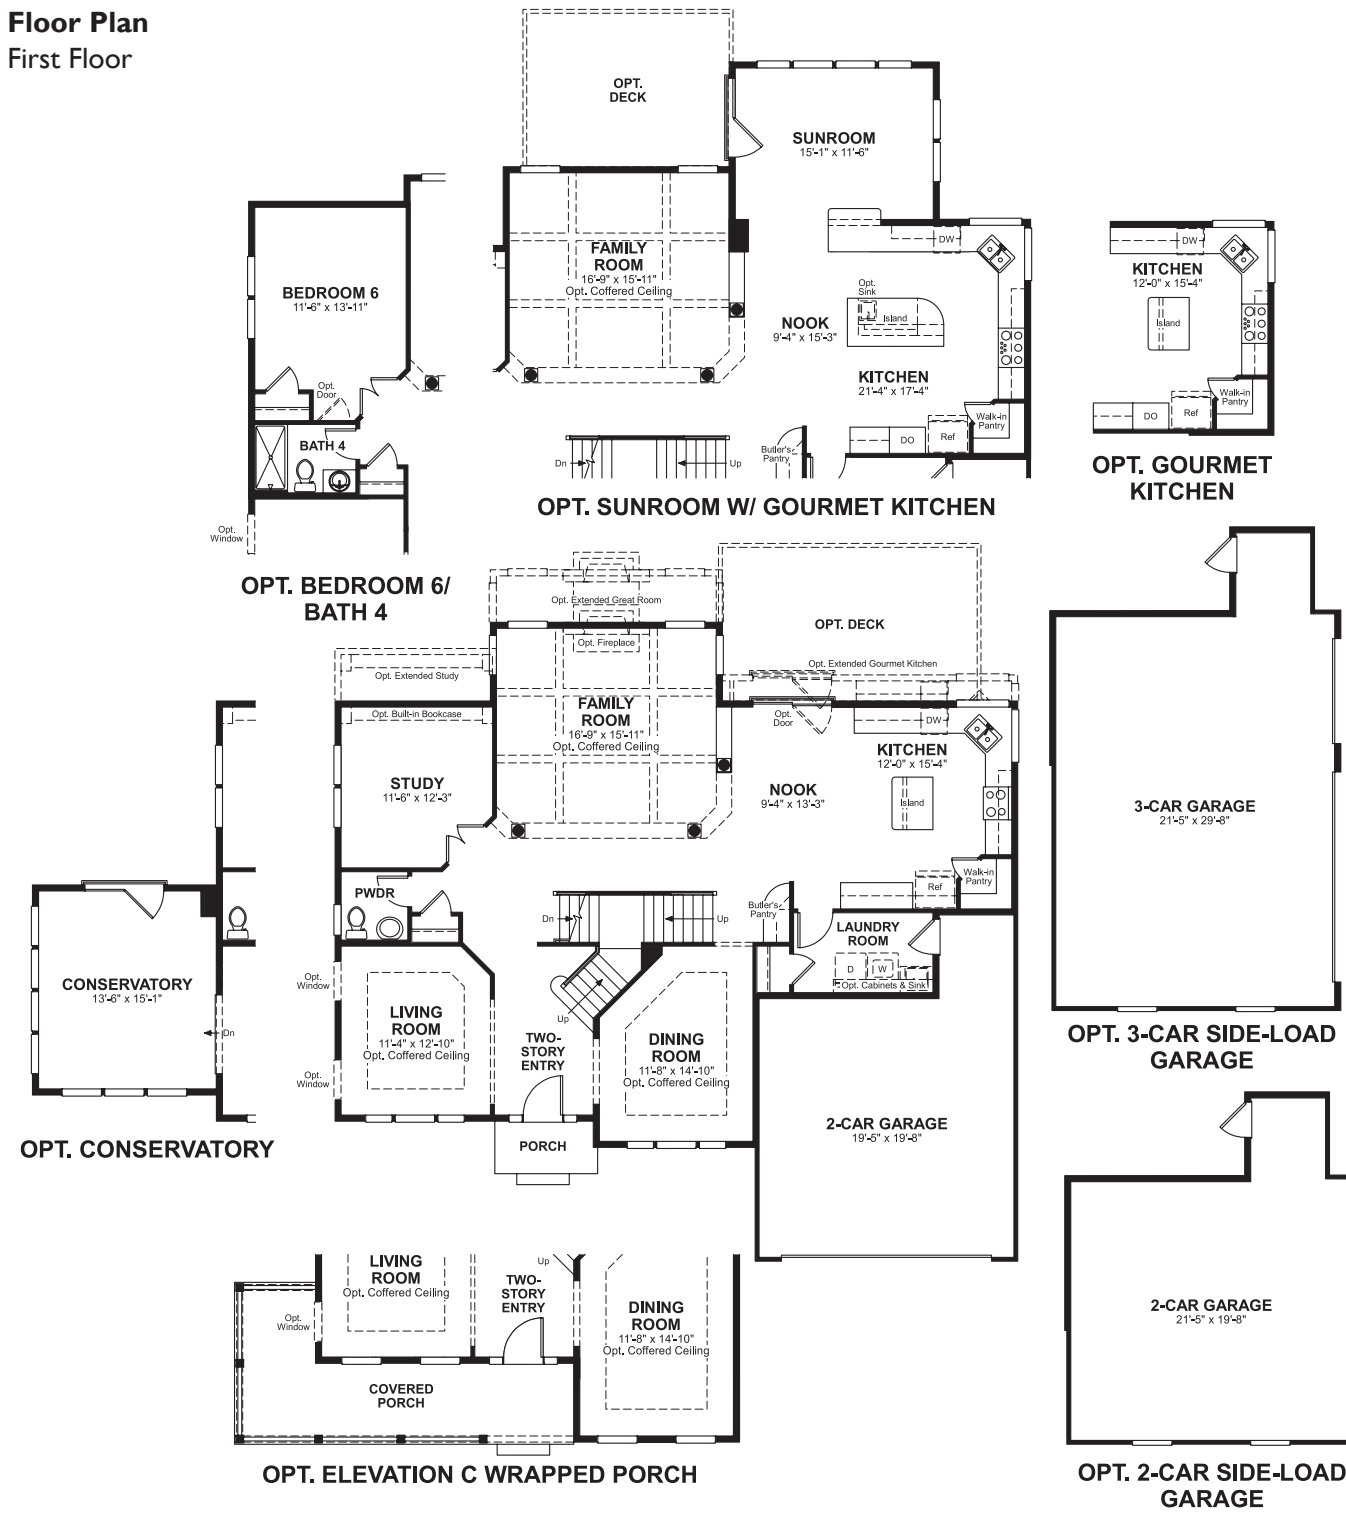 Floor Plan
First Floor
OPT.
DECK
SUNROOM
15'-1" x 11'-6"
FAMILY
ROOM
16'-9" x 15'-11"
Opt. Coffered Ceiling
DW
Opt.
Sink
Island
NOOK
9'-4" x 15'-3"
KITCHEN
21'-4" x 17'-4"
Walk-in
Pantry
DO
Ref
Butler's
Pantry
Dn
Up
OPT. SUNROOM W/ GOURMET KITCHEN
DW
KITCHEN
12'-0" x 15'-4"
Island
Walk-in
Pantry
DO
Ref
OPT. GOURMET
KITCHEN
BEDROOM 6
11'-6" x 13'-11"
Opt.
Door
BATH 4
Opt.
Window
OPT. BEDROOM 6/
BATH 4
Opt. Extended Great Room
Opt. Fireplace
OPT. DECK
Opt. Extended Gourmet Kitchen
Opt. Extended Study
Opt. Built-in Bookcase
FAMILY
ROOM
16'-9" x 15'-11"
Opt. Coffered Ceiling
Opt.
Door
DW
KITCHEN
12'-0" x 15'-4"
STUDY
11'-6" x 12'-3"
NOOK
9'-4" x 13'-3"
Island
Walk-in
Pantry
Ref
PWDR
Dn
Up
Butler's
Pantry
LAUNDRY
ROOM
D
W
Opt. Cabinets & Sink
Opt.
Window
LIVING
ROOM
11'-4" x 12'-10"
Opt. Coffered Ceiling
Up
TWO-
STORY
ENTRY
DINING
ROOM
11'-8" x 14'-10"
Opt. Coffered Ceiling
Opt.
Window
PORCH
2-CAR GARAGE
19'-5" x 19'-8"
CONSERVATORY
13'-6" x 15'-1"
Dn
OPT. CONSERVATORY
3-CAR GARAGE
21'-5" x 29'-8"
OPT. 3-CAR SIDE-LOAD
GARAGE
LIVING
ROOM
Opt. Coffered Ceiling
Up
TWO-
STORY
ENTRY
Opt.
Window
DINING
ROOM
11'-8" x 14'-10"
Opt. Coffered Ceiling
COVERED
PORCH
OPT. ELEVATION C WRAPPED PORCH
2-CAR GARAGE
21'-5" x 19'-8"
OPT. 2-CAR SIDE-LOAD
GARAGE